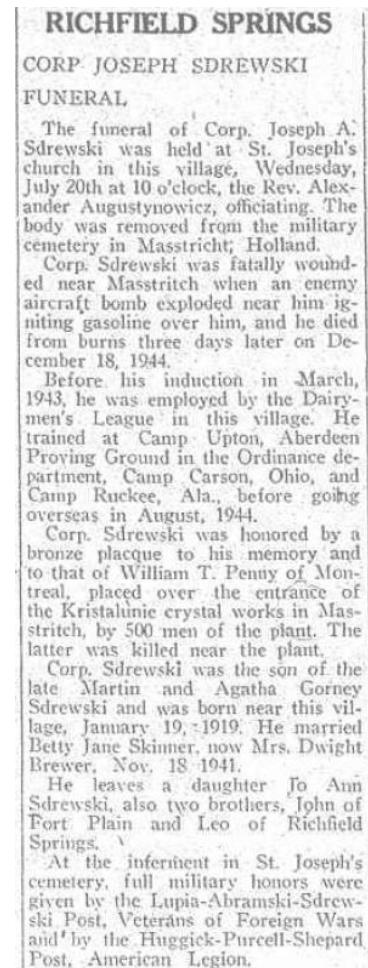 RICHFIELD SPRINGS
CORP JOSEPH SDREWSKI
FUNERAL
The funeral of Corp. Joseph A.
Sdrewski was held at St. Joseph's
church in this village, Wednesday,
July 20th at 10 o'clock, the Rev. Alex-
ander Augustynowicz, officiating. The
body was removed from the military
cemetery in Masstricht, Holland.
Corp. Sdrewski was fatally wound-
ed near Masstritch when an enemy
aircraft bomb exploded near him ig-
niting gasoline over him, and he died
from burns three days later on De-
cember 18, 1944.
Before his induction in March,
1943, he was employed by the Dairy-
men's League in this village. He
trained at Camp Upton, Aberdeen
Proving Ground in the Ordinance de-
partment, Camp Carson, Ohio, and
Camp Ruckee, Ala., before going
overseas in August, 1944.
Corp. Sdrewski was honored by a
bronze placque to his memory and
to that of William T. Penny of Mon-
treal, placed over the entrance of
the Kristalunic crystal works in Mas-
stritch, by 500 men of the plant. The
latter was killed near the plant.
Corp. Sdrewski was the son of the
late Martin and Agatha Gorney
Sdrewski and was born near this vil-
lage, January 19, 1919. He married
Betty Jane Skinner, now Mrs. Dwight
Brewer, Nov. 18 1941.
He leaves a daughter Jo Ann
Sdrewski, also two brothers, John of
Fort Plain and Leo of Richfield
Springs.
At the inferment in St. Joseph's
cemetery, full military honors were
given by the Lupia-Abramski-Sdrew-
ski Post, Veterans of Foreign Wars
and by the Huggick-Purcell-Shepard
Post, American Legion.